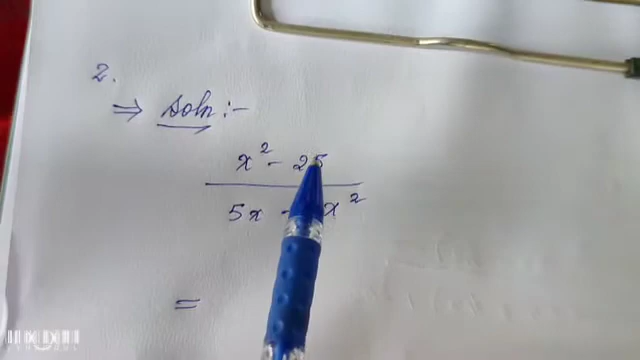 2.
⇒ Soln :-
x² - 25
5x - x²
=